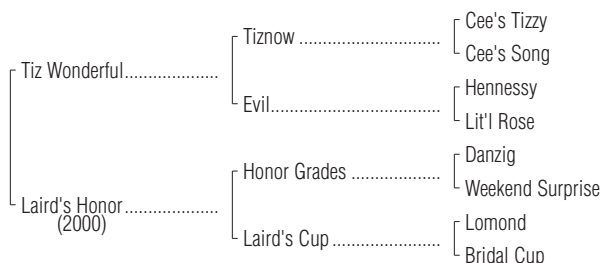 Cee's Tizzy
Tiznow ..................................
Cee's Song
Tiz Wonderful.......................
Hennessy
Evil.........................................
Lit'l Rose
Danzig
Honor Grades ......................
Weekend Surprise
Laird's Honor .......................
(2000)
Lomond
Laird's Cup ..........................
Bridal Cup